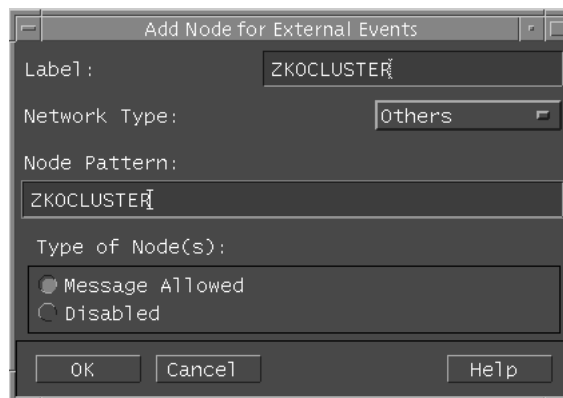 Add Node for External Events
Label: ZKOCLUSTER
Network Type: Others
Node Pattern:
ZKOCLUSTER
Type of Node(s):
Message Allowed
Disabled
OK Cancel Help